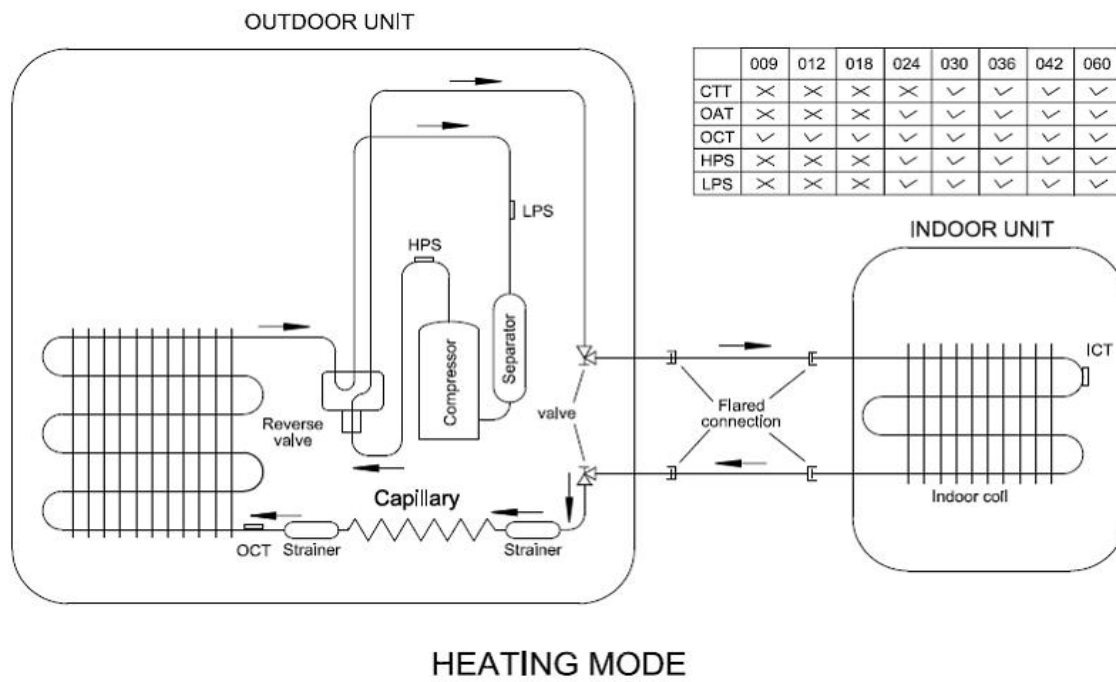 OUTDOOR UNIT
009 012 018 024 030 036 042 060
CTT × × × × ✓ ✓ ✓ ✓
OAT × × × ✓ ✓ ✓ ✓ ✓
OCT ✓ ✓ ✓ ✓ ✓ ✓ ✓ ✓
HPS × × × ✓ ✓ ✓ ✓ ✓
LPS × × × ✓ ✓ ✓ ✓ ✓
LPS
HPS
INDOOR UNIT
Compressor
Separator
ICT
Reverse
valve
valve
Flared
connection
Capillary
Indoor coil
OCT
Strainer
Strainer
HEATING MODE